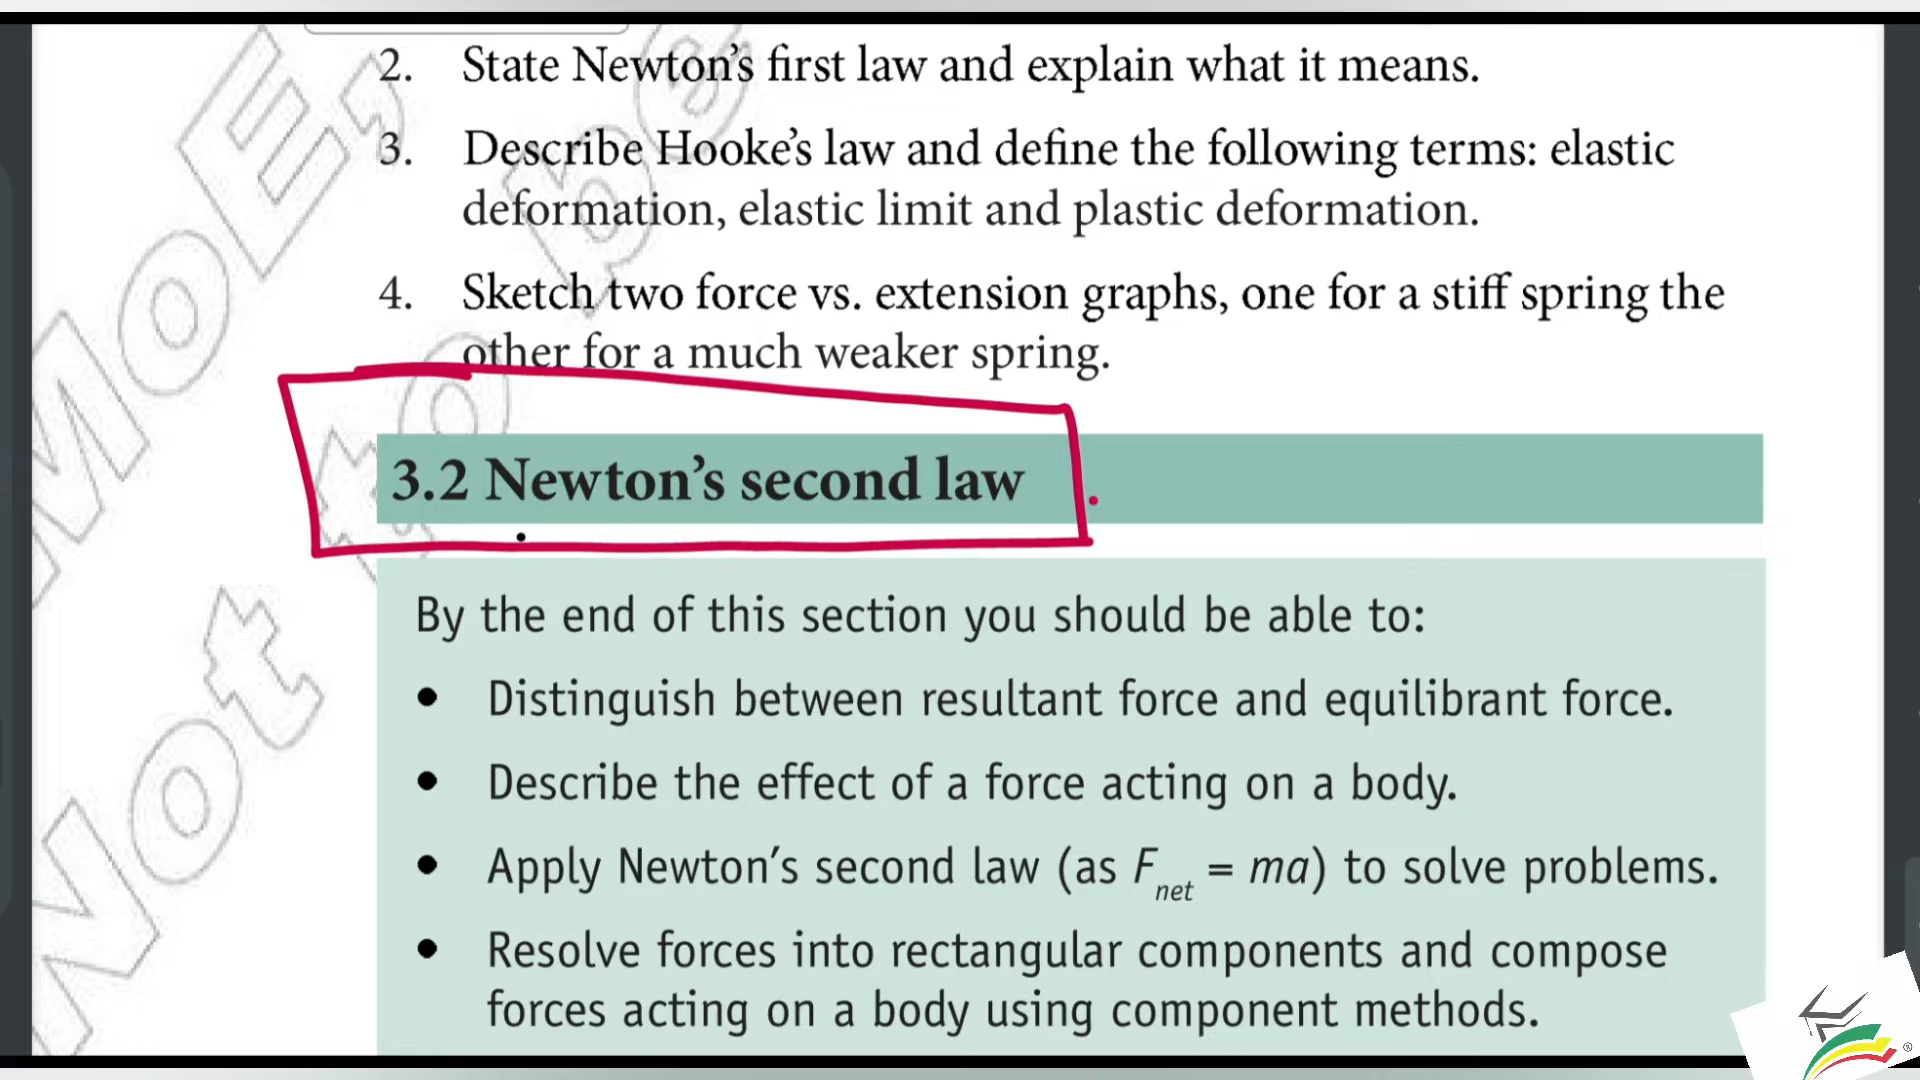 2. State Newton's first law and explain what it means.
3. Describe Hooke's law and define the following terms: elastic
deformation, elastic limit and plastic deformation.
4. Sketch two force vs. extension graphs, one for a stiff spring the
other for a much weaker spring.
3.2 Newton's second law
By the end of this section you should be able to:
• Distinguish between resultant force and equilibrant force.
• Describe the effect of a force acting on a body.
• Apply Newton's second law (as F_net = ma) to solve problems.
• Resolve forces into rectangular components and compose
forces acting on a body using component methods.
MoE,
Not to be
®